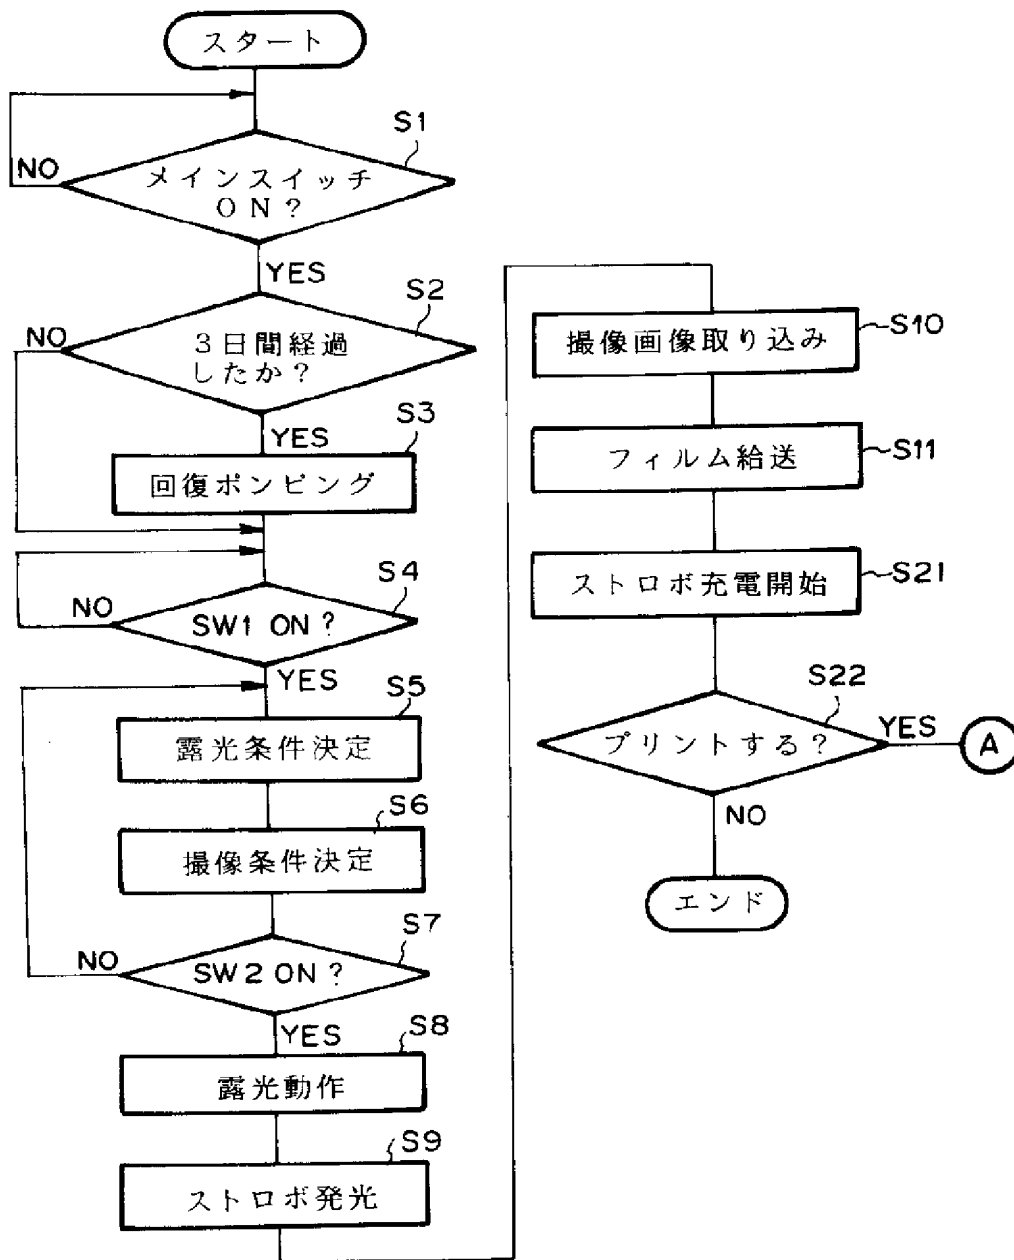 スタート
S1
NO
メインスイッチ
ON?
YES
S2
NO
3日間経過
したか?
YES
S3
回復ポンピング
S4
NO
SW1 ON?
YES
S5
露光条件決定
S6
撮像条件決定
S7
NO
SW2 ON?
YES
S8
露光動作
S9
ストロボ発光
撮像画像取り込み
S10
フィルム給送
S11
ストロボ充電開始
S21
S22
プリントする?
YES
A
NO
エンド